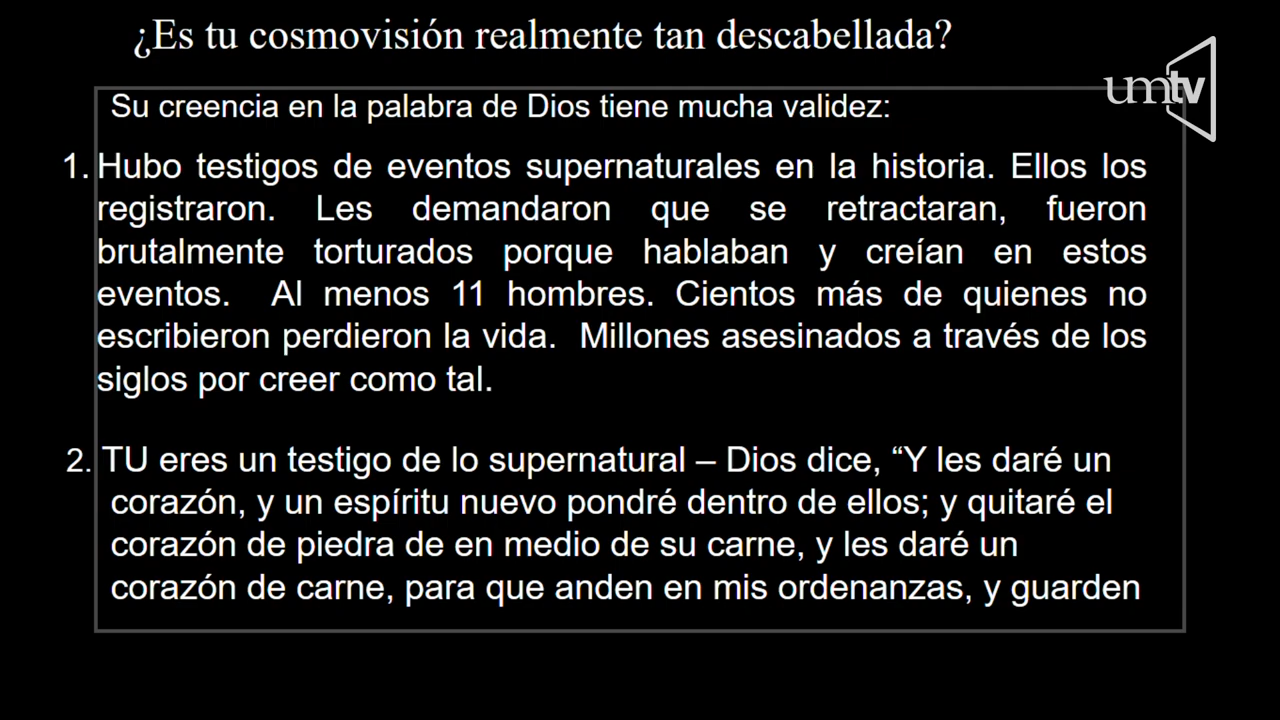 ¿Es tu cosmovisión realmente tan descabellada?
umtv
Su creencia en la palabra de Dios tiene mucha validez:
1. Hubo testigos de eventos supernaturales en la historia. Ellos los
registraron. Les demandaron que se retractaran, fueron
brutalmente torturados porque hablaban y creían en estos
eventos. Al menos 11 hombres. Cientos más de quienes no
escribieron perdieron la vida. Millones asesinados a través de los
siglos por creer como tal.
2. TU eres un testigo de lo supernatural – Dios dice, “Y les daré un
corazón, y un espíritu nuevo pondré dentro de ellos; y quitaré el
corazón de piedra de en medio de su carne, y les daré un
corazón de carne, para que anden en mis ordenanzas, y guarden